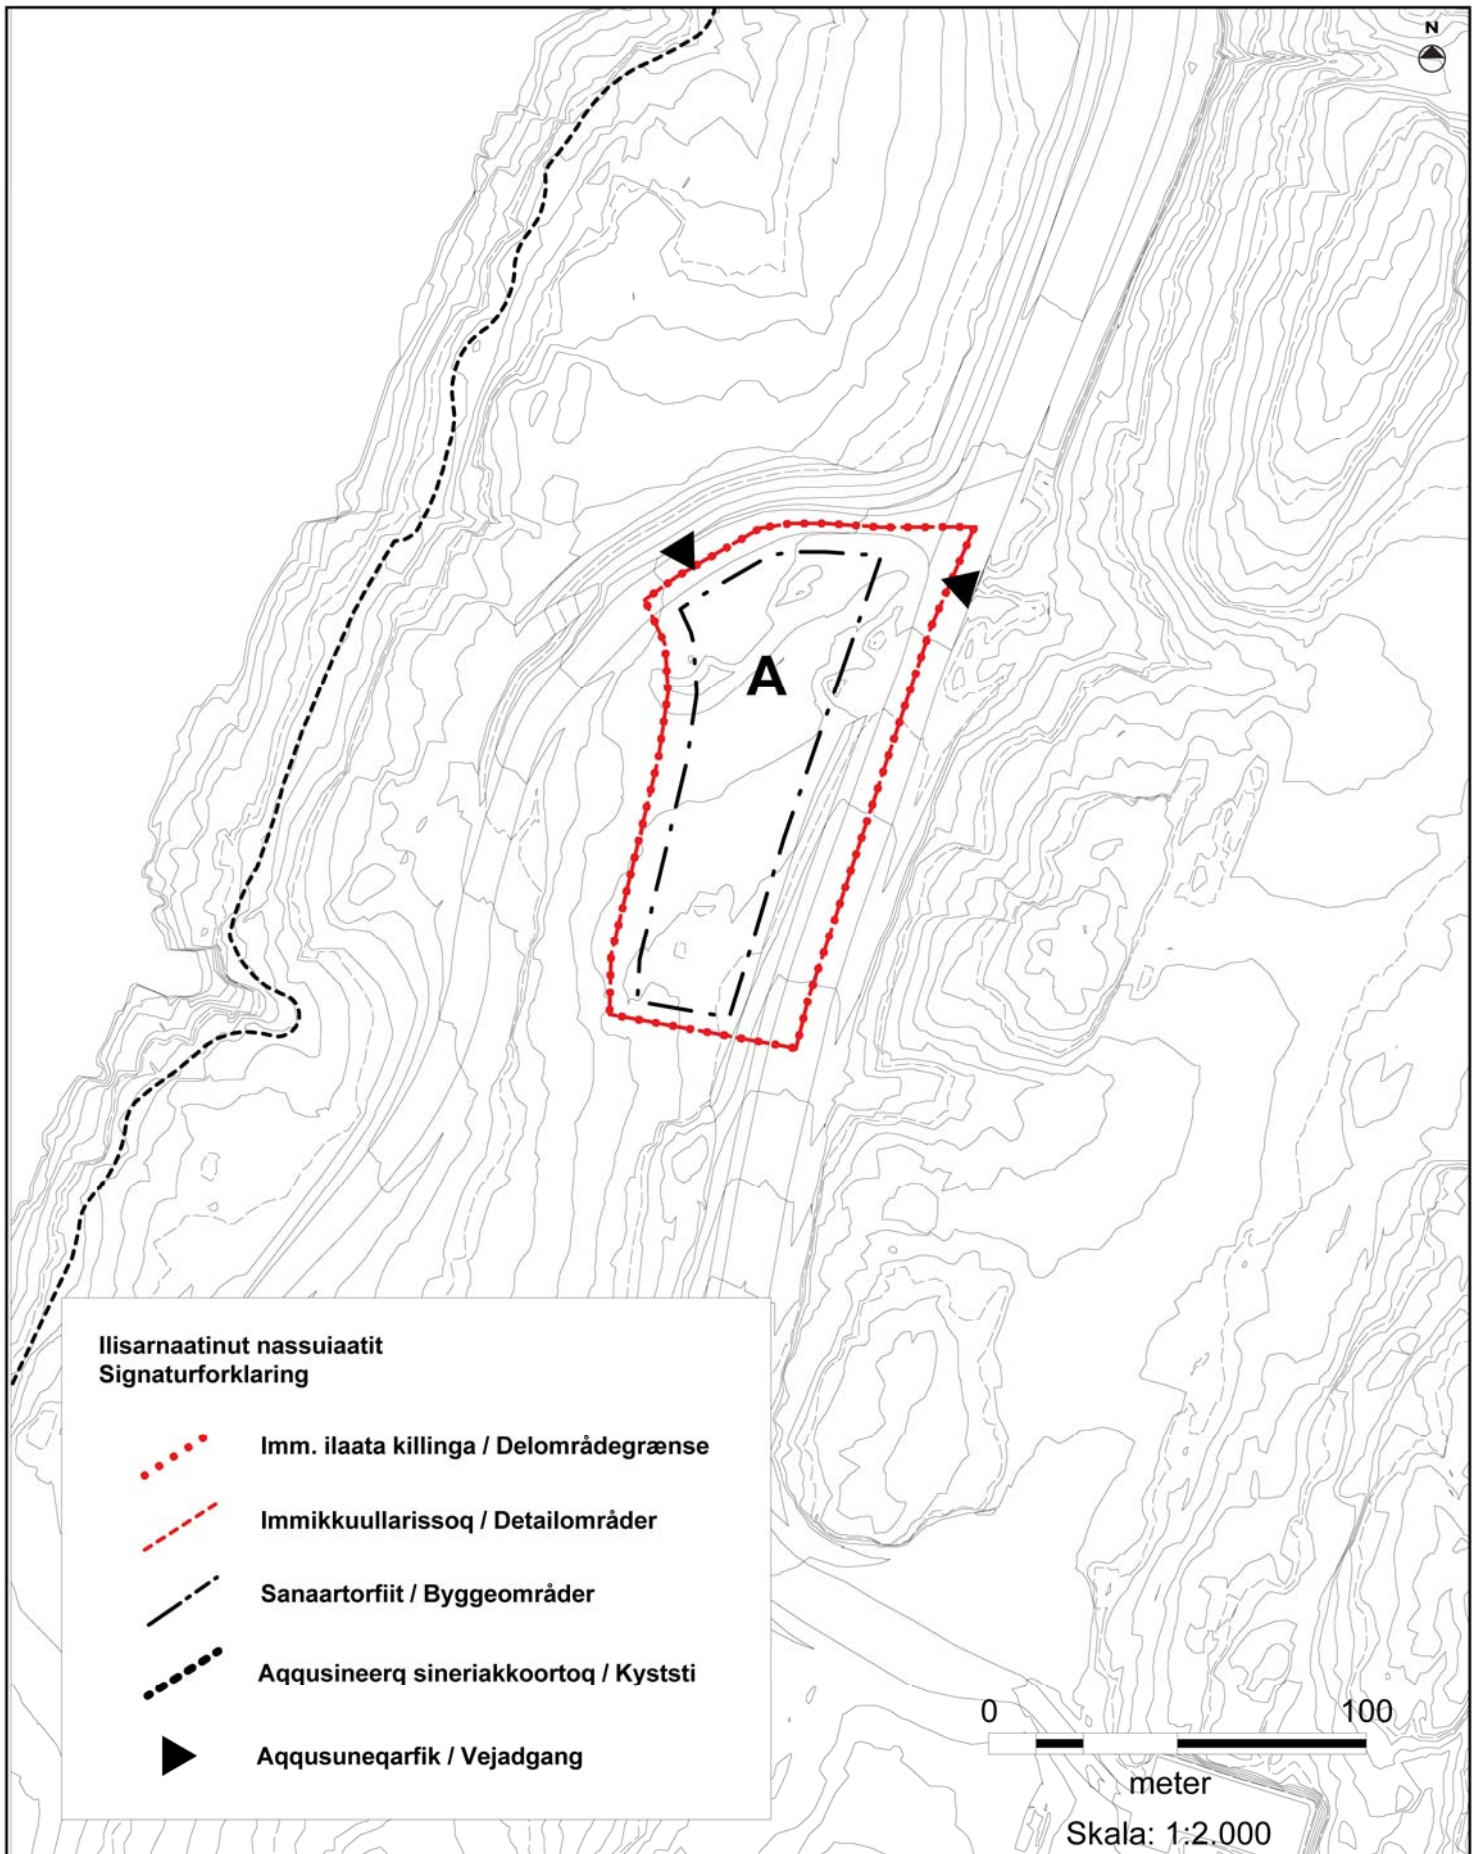 N
A
Ilisarnaatinut nassuiaatit
Signaturforklaring
Imm. ilaata killinga / Delområdegrænse
Immikkuullarissoq / Detailområder
Sanaartorfiit / Byggeområder
Aqqusineerq sineriakkoortoq / Kyststi
Aqqusuneqarfik / Vejadgang
0 100
meter
Skala: 1:2.000